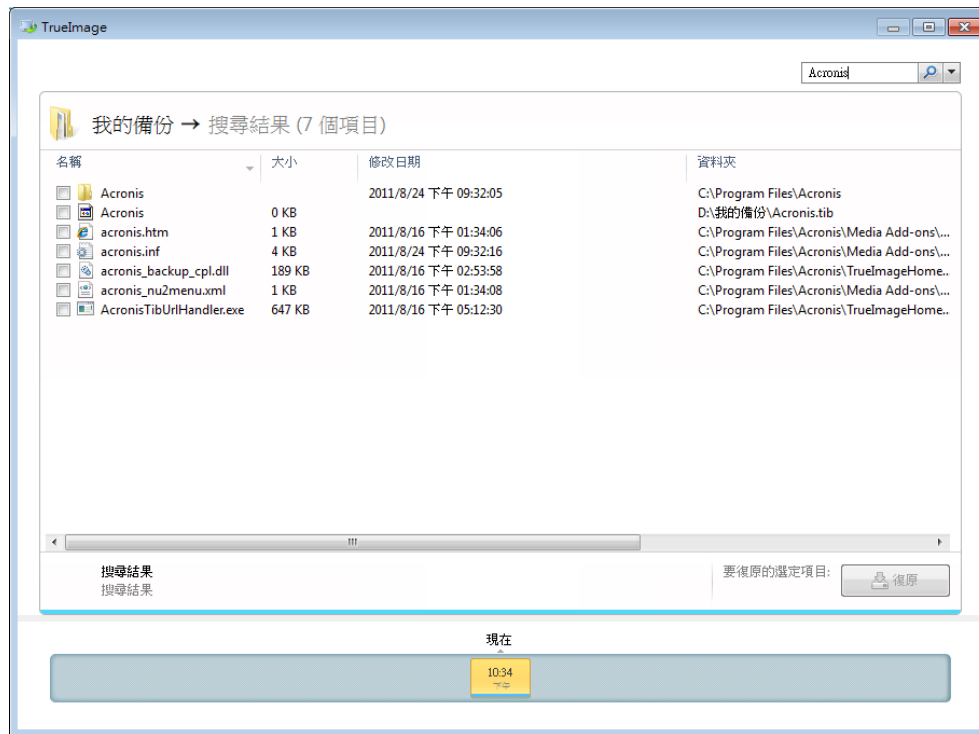 TrueImage
Acronis
我的備份 → 搜尋結果 (7 個項目)
名稱 大小 修改日期 資料夾
Acronis 2011/8/24 下午 09:32:05 C:\Program Files\Acronis
Acronis 0 KB D:\我的備份\Acronis.tib
acronis.htm 1 KB 2011/8/16 下午 01:34:06 C:\Program Files\Acronis\Media Add-ons\...
acronis.inf 4 KB 2011/8/24 下午 09:32:16 C:\Program Files\Acronis\Media Add-ons\...
acronis_backup_cpl.dll 189 KB 2011/8/16 下午 02:53:58 C:\Program Files\Acronis\TrueImageHome..
acronis_nu2menu.xml 1 KB 2011/8/16 下午 01:34:08 C:\Program Files\Acronis\Media Add-ons\...
AcronisTibUrlHandler.exe 647 KB 2011/8/16 下午 05:12:30 C:\Program Files\Acronis\TrueImageHome..
搜尋結果
搜尋結果
要復原的選定項目: 復原
現在
10:34
下午